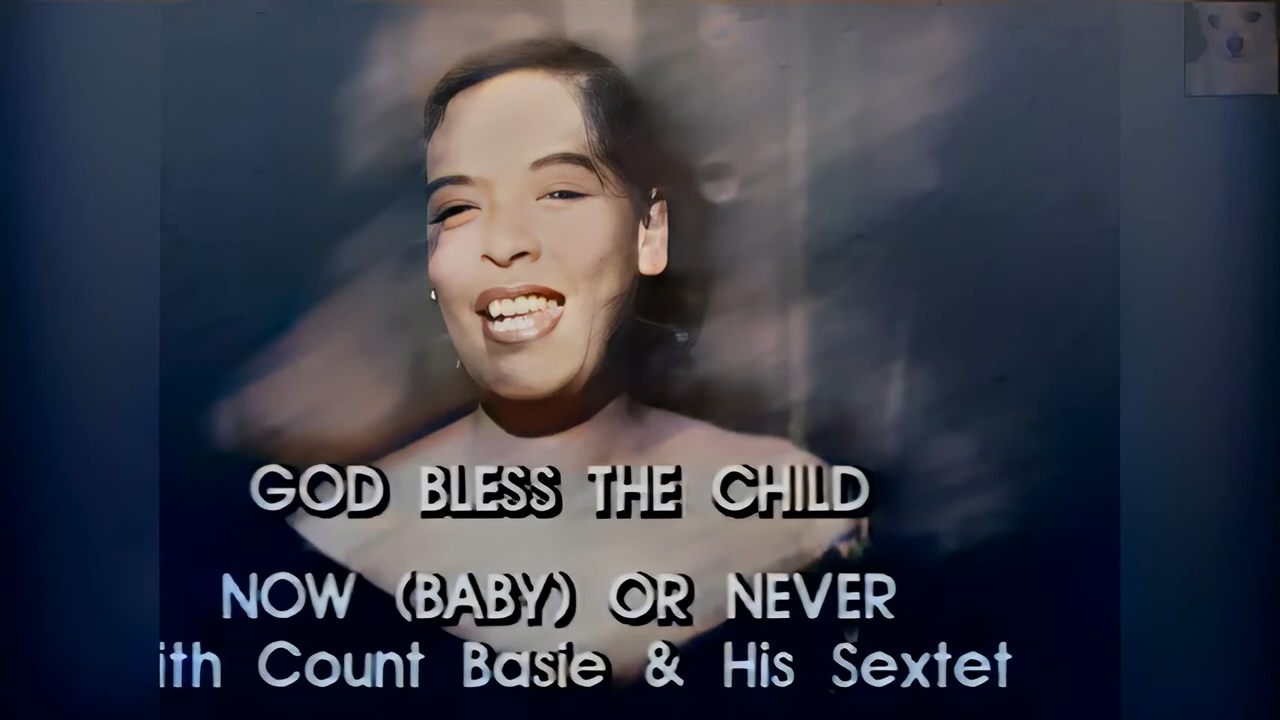 GOD BLESS THE CHILD
NOW (BABY) OR NEVER
ith Count Basie & His Sextet